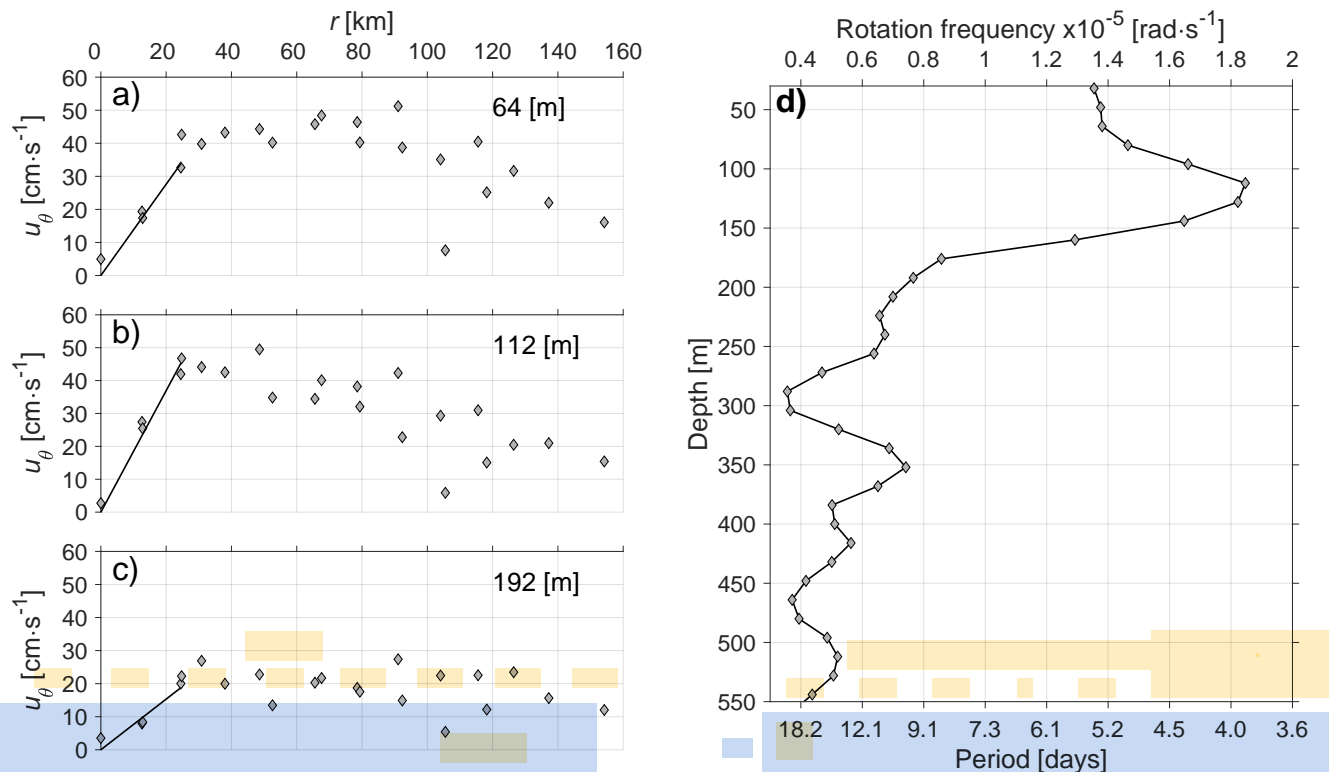 r [km]
0 20 40 60 80 100 120 140 160
60
50
40
30
20
10
0
u_θ [cm·s⁻¹]
a)
64 [m]
60
50
40
30
20
10
0
u_θ [cm·s⁻¹]
b)
112 [m]
60
50
40
30
20
10
0
u_θ [cm·s⁻¹]
c)
192 [m]
Rotation frequency x10⁻⁵ [rad·s⁻¹]
0.4 0.6 0.8 1 1.2 1.4 1.6 1.8 2
d)
50
100
150
200
250
300
350
400
450
500
550
Depth [m]
18.2 12.1 9.1 7.3 6.1 5.2 4.5 4.0 3.6
Period [days]